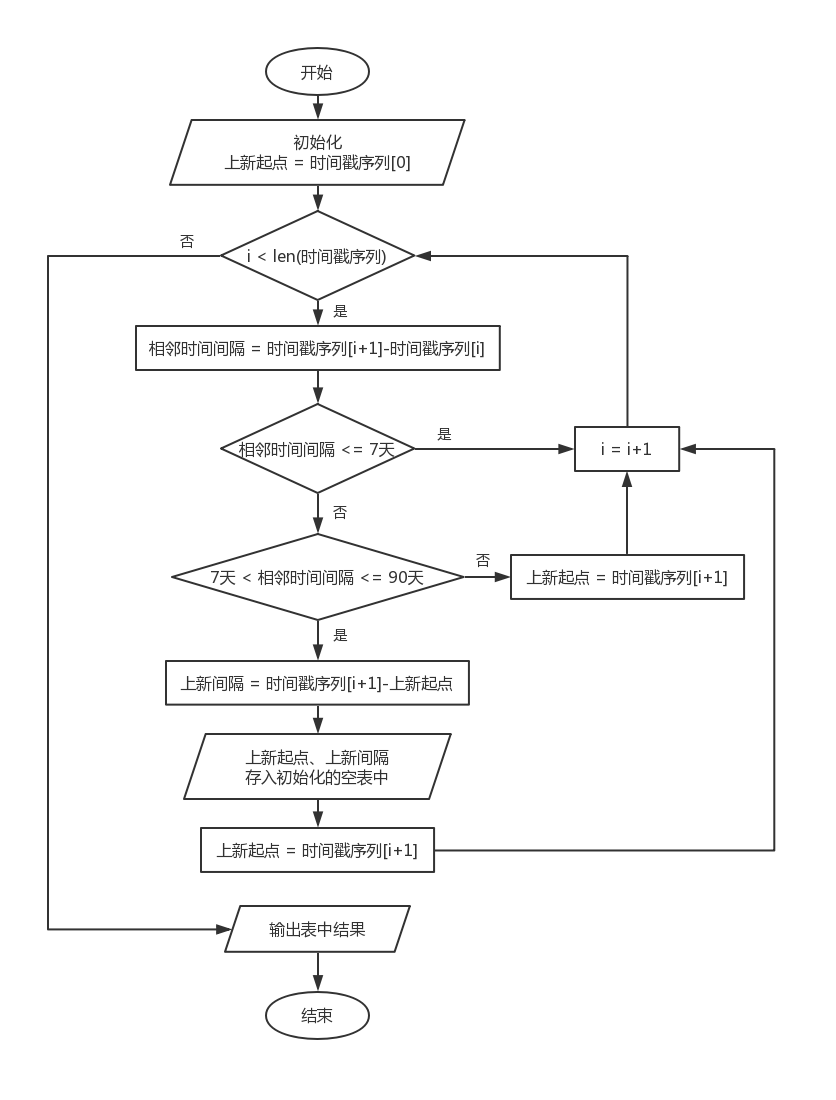 开始
初始化
上新起点 = 时间戳序列[0]
否
i < len(时间戳序列)
是
相邻时间间隔 = 时间戳序列[i+1]-时间戳序列[i]
相邻时间间隔 <= 7天
是
i = i+1
否
7天 < 相邻时间间隔 <= 90天
否
上新起点 = 时间戳序列[i+1]
是
上新间隔 = 时间戳序列[i+1]-上新起点
上新起点、上新间隔
存入初始化的空表中
上新起点 = 时间戳序列[i+1]
输出表中结果
结束